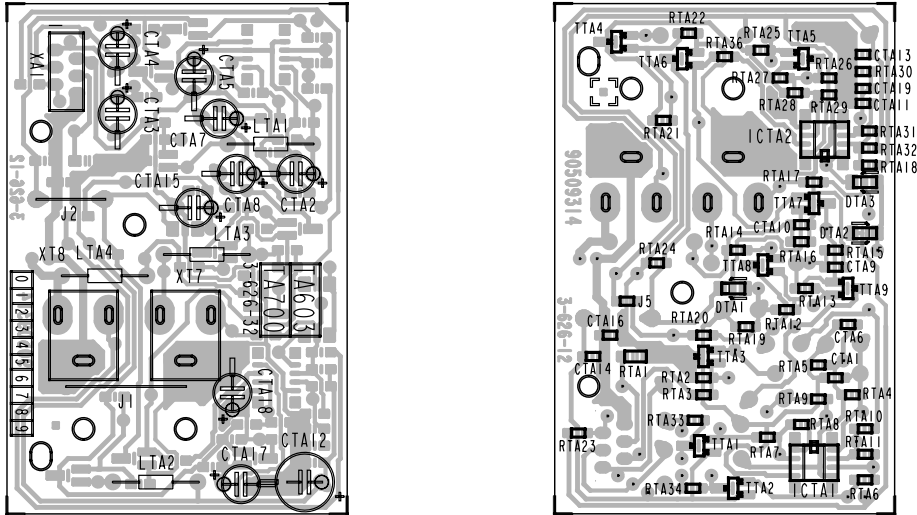 XA1
CTA4
CTA3
CTA5
CTA7
LTA1
CTA15
CTA8
CTA2
J2
LTA3
XT8
LTA4
XT7
3-626-32
LA700
LA603
0
1
2
3
4
5
6
7
8
9
J1
CTA18
LTA2
CTA17
CTA12
TTA4
RTA22
RTA25
TTA5
RTA36
TTA6
RTA27
RTA26
CTA13
RTA30
CTA19
CTA11
RTA28
RTA29
RTA21
ICTA2
RTA31
RTA32
RTA18
90509314
RTA17
TTA7
DTA3
CTA10
DTA2
RTA14
RTA16
RTA15
RTA24
TTA8
CTA9
J5
DTA1
RTA13
TTA9
3-626-12
RTA12
CTA16
RTA20
RTA19
CTA6
CTA14
RTA1
TTA3
RTA5
CTA1
RTA2
RTA3
RTA9
RTA4
RTA33
RTA8
RTA10
RTA23
TTA1
RTA7
RTA11
RTA34
TTA2
ICTA1
RTA6